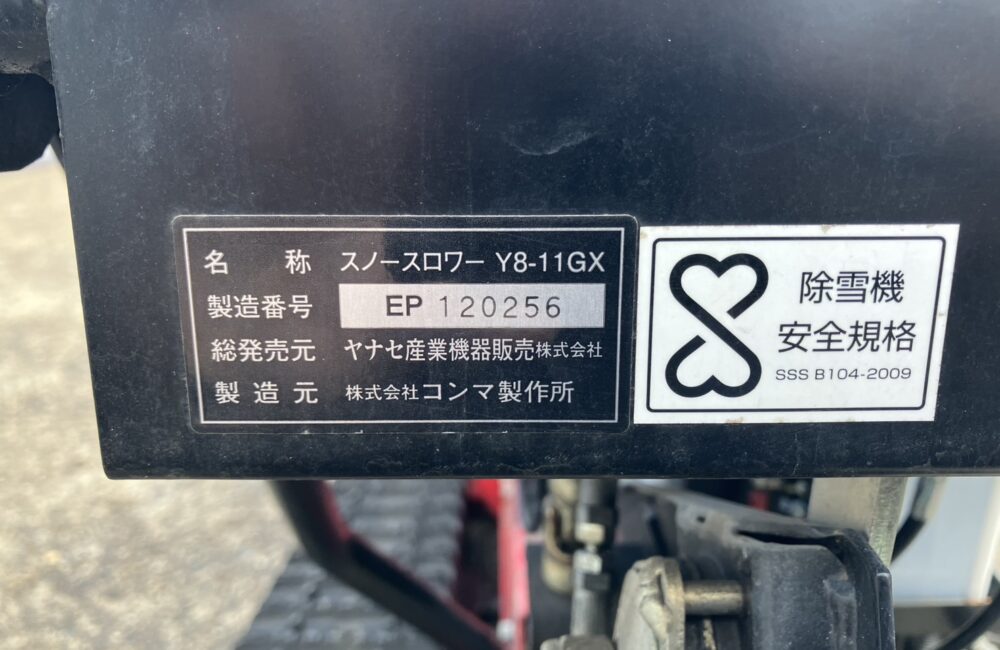 名称 スノースロワー Y8-11GX
製造番号 EP 120256
総発売元 ヤナセ産業機器販売株式会社
製造元 株式会社コンマ製作所
除雪機
安全規格
SSS B104-2009